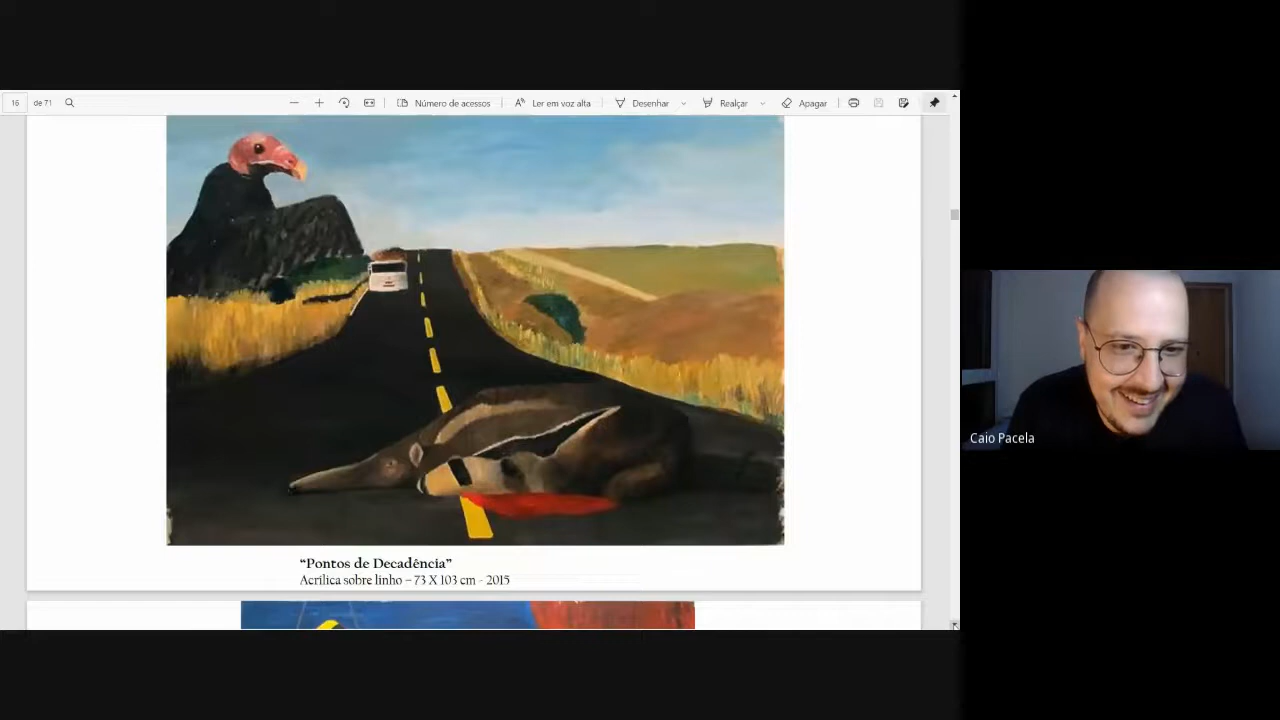 16 de 71 Número de acessos Ler em voz alta Desenhar Realçar Apagar
Caio Pacela
“Pontos de Decadência”
Acrílica sobre linho – 73 X 103 cm - 2015